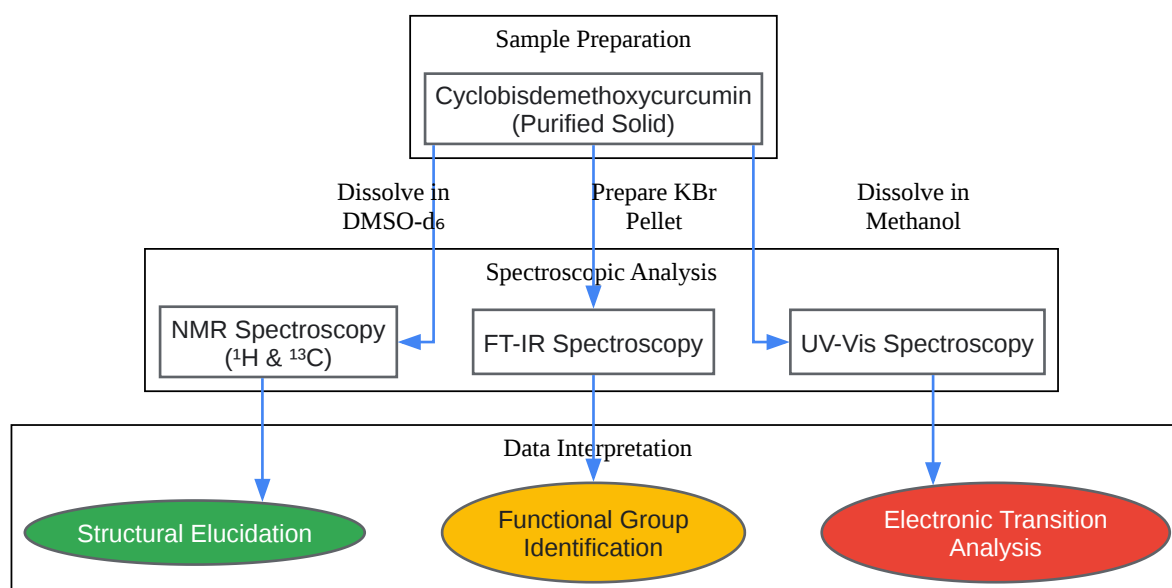 Sample Preparation
Cyclobisdemethoxycurcumin
(Purified Solid)
Dissolve in
DMSO-d₆
Prepare KBr
Pellet
Dissolve in
Methanol
Spectroscopic Analysis
NMR Spectroscopy
(¹H & ¹³C)
FT-IR Spectroscopy
UV-Vis Spectroscopy
Data Interpretation
Structural Elucidation
Functional Group
Identification
Electronic Transition
Analysis